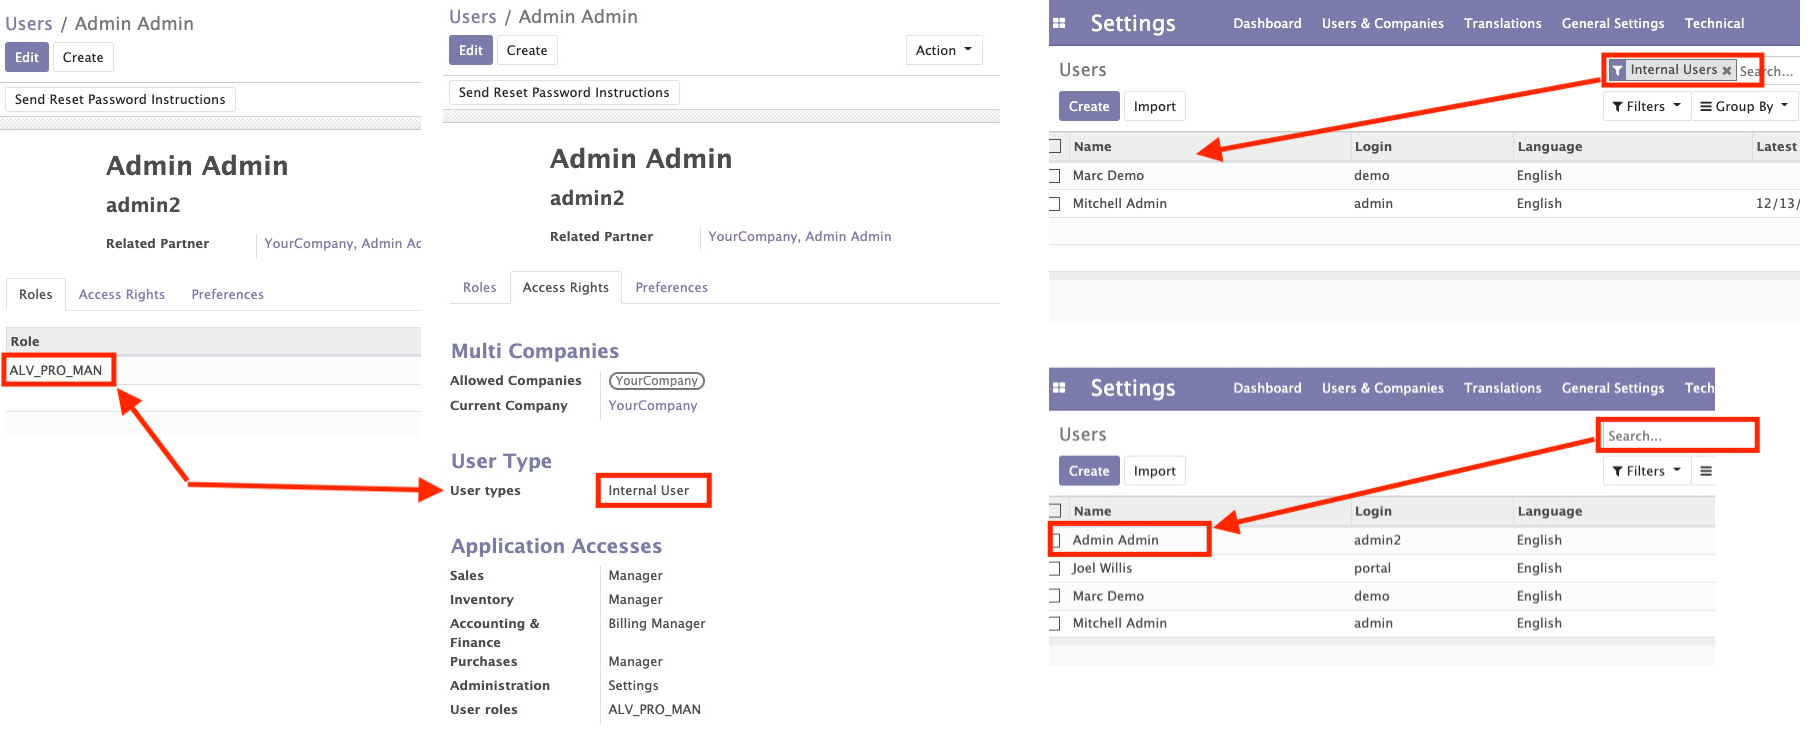 Users / Admin Admin
Edit Create
Send Reset Password Instructions
Admin Admin
admin2
Related Partner YourCompany, Admin Ac
Roles Access Rights Preferences
Role
ALV_PRO_MAN
Users / Admin Admin
Edit Create Action
Send Reset Password Instructions
Admin Admin
admin2
Related Partner YourCompany, Admin Admin
Roles Access Rights Preferences
Multi Companies
Allowed Companies YourCompany
Current Company YourCompany
User Type
User types Internal User
Application Accesses
Sales Manager
Inventory Manager
Accounting & Billing Manager
Finance
Purchases Manager
Administration Settings
User roles ALV_PRO_MAN
Settings Dashboard Users & Companies Translations General Settings Technical
Users Internal Users × Search...
Create Import Filters Group By
Name Login Language Latest
Marc Demo demo English
Mitchell Admin admin English 12/13/
Settings Dashboard Users & Companies Translations General Settings Tech
Users Search...
Create Import Filters
Name Login Language
Admin Admin admin2 English
Joel Willis portal English
Marc Demo demo English
Mitchell Admin admin English